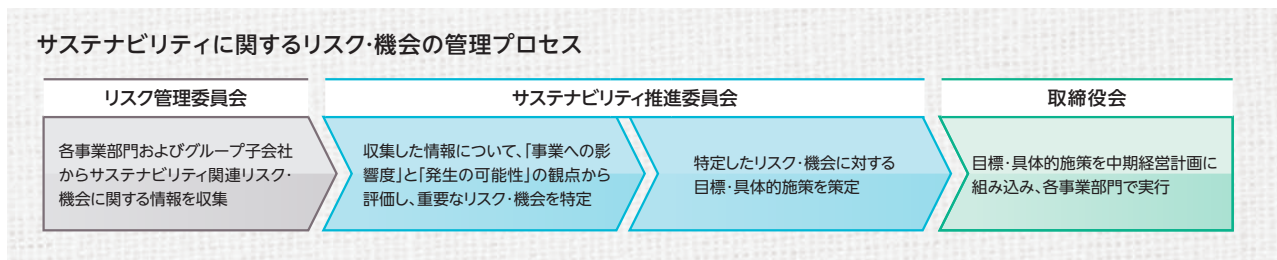 サステナビリティに関するリスク・機会の管理プロセス
リスク管理委員会
各事業部門およびグループ子会社
からサステナビリティ関連リスク・
機会に関する情報を収集
サステナビリティ推進委員会
収集した情報について、「事業への影
響度」と「発生の可能性」の観点から
評価し、重要なリスク・機会を特定
特定したリスク・機会に対する
目標・具体的施策を策定
取締役会
目標・具体的施策を中期経営計画に
組み込み、各事業部門で実行